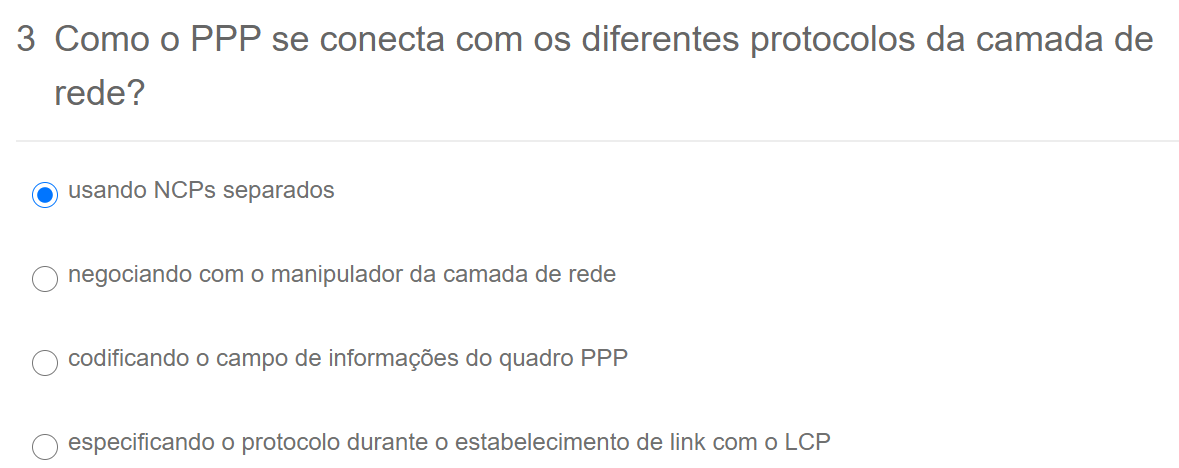 3 Como o PPP se conecta com os diferentes protocolos da camada de
rede?
usando NCPs separados
negociando com o manipulador da camada de rede
codificando o campo de informações do quadro PPP
especificando o protocolo durante o estabelecimento de link com o LCP